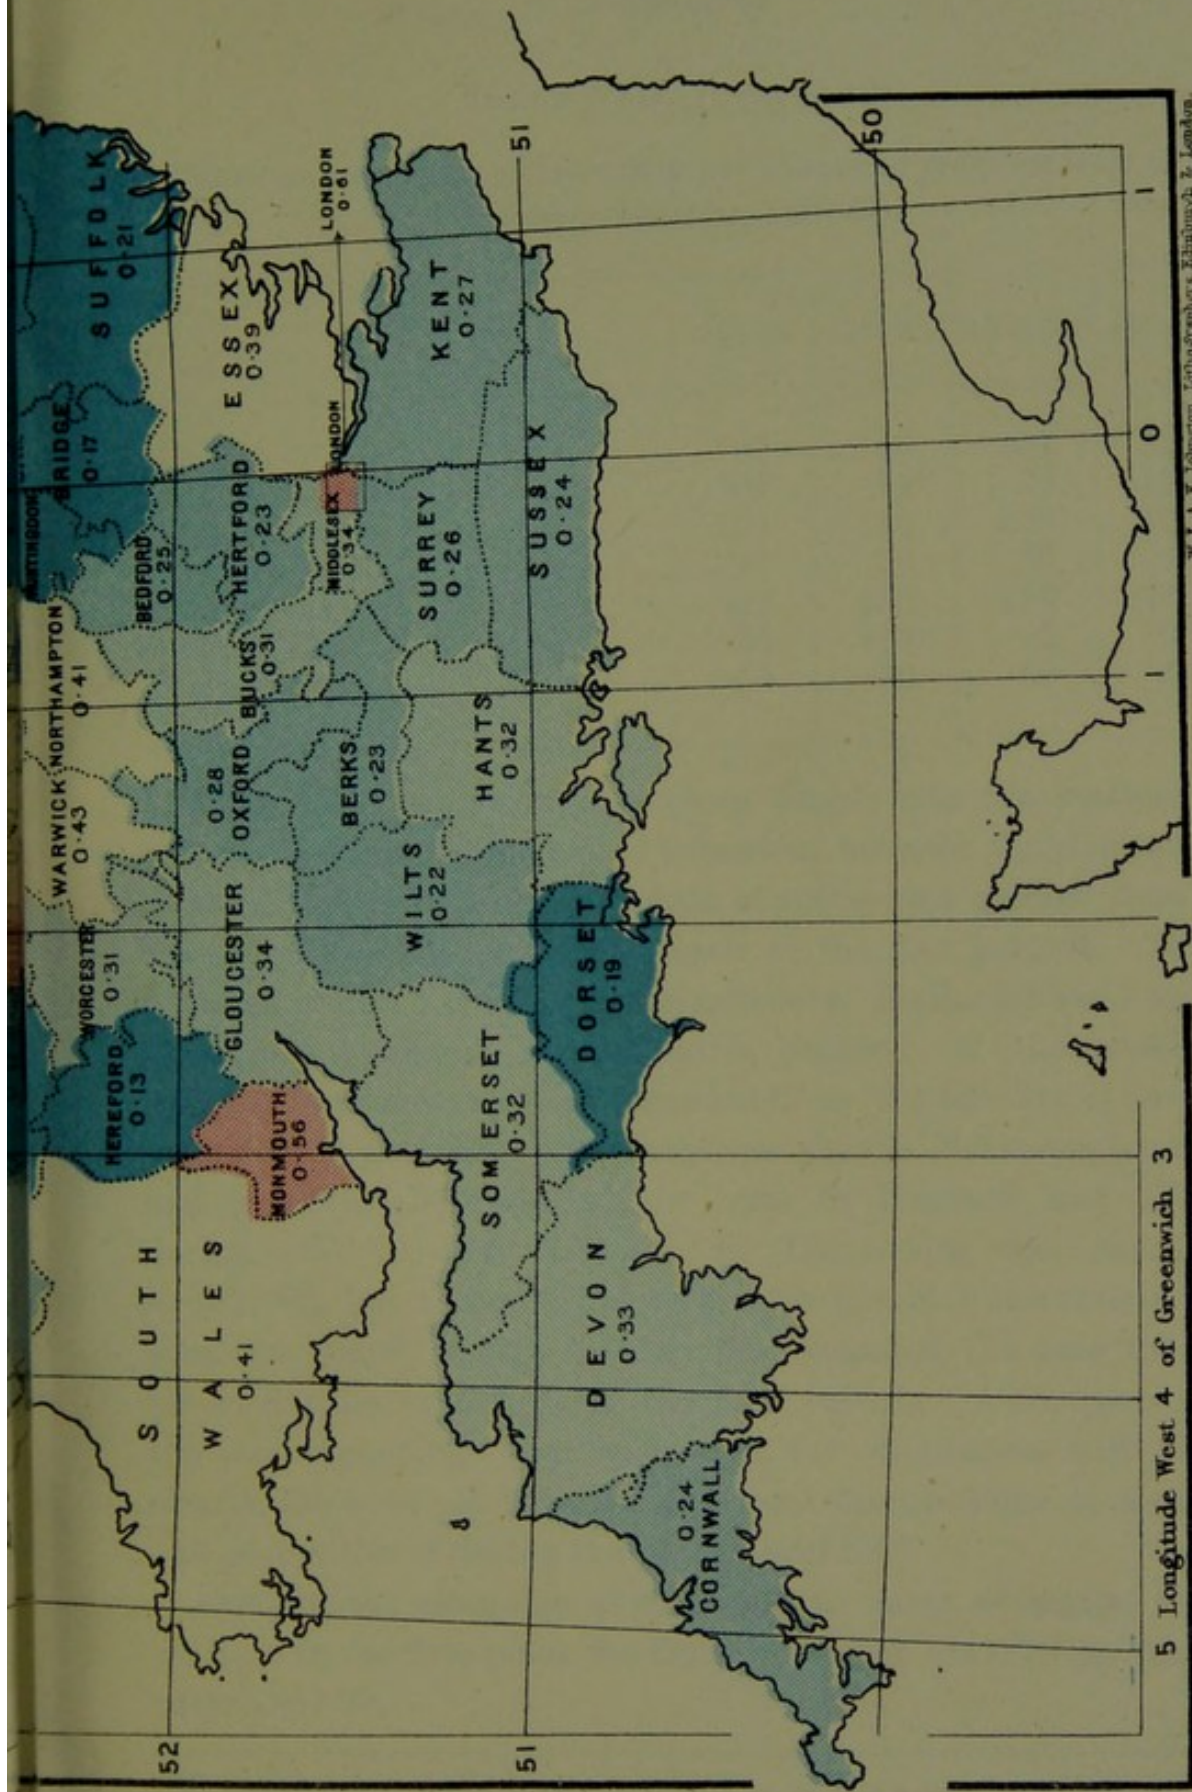 SUFFOLK
0·21
BRIDGE
0·17
HUNTINGDON
BEDFORD
0·25
NORTHAMPTON
0·41
WARWICK
0·43
WORCESTER
0·31
HEREFORD
0·13
SOUTH
WALES
0·41
MONMOUTH
0·56
GLOUCESTER
0·34
0·28
OXFORD
BUCKS
0·31
HERTFORD
0·23
ESSEX
0·39
LONDON
0·61
LONDON
MIDDLESEX
0·34
KENT
0·27
SURREY
0·26
SUSSEX
0·24
BERKS
0·23
HANTS
0·32
WILTS
0·22
SOMERSET
0·32
DORSET
0·19
DEVON
0·33
0·24
CORNWALL
52
51
51
50
5 Longitude West 4 of Greenwich 3
1
0
1
W. & A. K. Johnston, Lithographers Edinburgh & London.